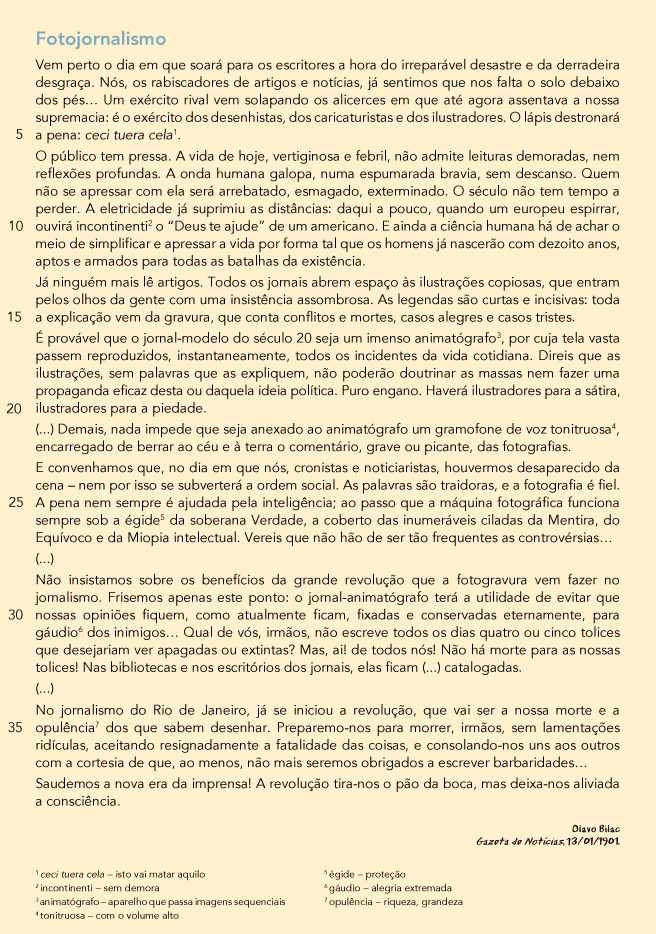 Fotojornalismo
Vem perto o dia em que soará para os escritores a hora do irreparável desastre e da derradeira
desgraça. Nós, os rabiscadores de artigos e notícias, já sentimos que nos falta o solo debaixo
dos pés… Um exército rival vem solapando os alicerces em que até agora assentava a nossa
supremacia: é o exército dos desenhistas, dos caricaturistas e dos ilustradores. O lápis destronará
5 a pena: ceci tuera cela¹.
O público tem pressa. A vida de hoje, vertiginosa e febril, não admite leituras demoradas, nem
reflexões profundas. A onda humana galopa, numa espumarada bravia, sem descanso. Quem
não se apressar com ela será arrebatado, esmagado, exterminado. O século não tem tempo a
perder. A eletricidade já suprimiu as distâncias: daqui a pouco, quando um europeu espirrar,
10 ouvirá incontinenti² o “Deus te ajude” de um americano. E ainda a ciência humana há de achar o
meio de simplificar e apressar a vida por forma tal que os homens já nascerão com dezoito anos,
aptos e armados para todas as batalhas da existência.
Já ninguém mais lê artigos. Todos os jornais abrem espaço às ilustrações copiosas, que entram
pelos olhos da gente com uma insistência assombrosa. As legendas são curtas e incisivas: toda
15 a explicação vem da gravura, que conta conflitos e mortes, casos alegres e casos tristes.
É provável que o jornal-modelo do século 20 seja um imenso animatógrafo³, por cuja tela vasta
passem reproduzidos, instantaneamente, todos os incidentes da vida cotidiana. Direis que as
ilustrações, sem palavras que as expliquem, não poderão doutrinar as massas nem fazer uma
propaganda eficaz desta ou daquela ideia política. Puro engano. Haverá ilustradores para a sátira,
20 ilustradores para a piedade.
(...) Demais, nada impede que seja anexado ao animatógrafo um gramofone de voz tonitruosa⁴,
encarregado de berrar ao céu e à terra o comentário, grave ou picante, das fotografias.
E convenhamos que, no dia em que nós, cronistas e noticiaristas, houvermos desaparecido da
cena – nem por isso se subverterá a ordem social. As palavras são traidoras, e a fotografia é fiel.
25 A pena nem sempre é ajudada pela inteligência; ao passo que a máquina fotográfica funciona
sempre sob a égide⁵ da soberana Verdade, a coberto das inumeráveis ciladas da Mentira, do
Equívoco e da Miopia intelectual. Vereis que não hão de ser tão frequentes as controvérsias…
(...)
Não insistamos sobre os benefícios da grande revolução que a fotogravura vem fazer no
jornalismo. Frisemos apenas este ponto: o jornal-animatógrafo terá a utilidade de evitar que
30 nossas opiniões fiquem, como atualmente ficam, fixadas e conservadas eternamente, para
gáudio⁶ dos inimigos… Qual de vós, irmãos, não escreve todos os dias quatro ou cinco tolices
que desejariam ver apagadas ou extintas? Mas, ai! de todos nós! Não há morte para as nossas
tolices! Nas bibliotecas e nos escritórios dos jornais, elas ficam (...) catalogadas.
(...)
No jornalismo do Rio de Janeiro, já se iniciou a revolução, que vai ser a nossa morte e a
35 opulência⁷ dos que sabem desenhar. Preparemo-nos para morrer, irmãos, sem lamentações
ridículas, aceitando resignadamente a fatalidade das coisas, e consolando-nos uns aos outros
com a cortesia de que, ao menos, não mais seremos obrigados a escrever barbaridades…
Saudemos a nova era da imprensa! A revolução tira-nos o pão da boca, mas deixa-nos aliviada
a consciência.
Olavo Bilac
Gazeta de Notícias, 13/01/1901.
¹ ceci tuera cela – isto vai matar aquilo
² incontinenti – sem demora
³ animatógrafo – aparelho que passa imagens sequenciais
⁴ tonitruosa – com o volume alto
⁵ égide – proteção
⁶ gáudio – alegria extremada
⁷ opulência – riqueza, grandeza